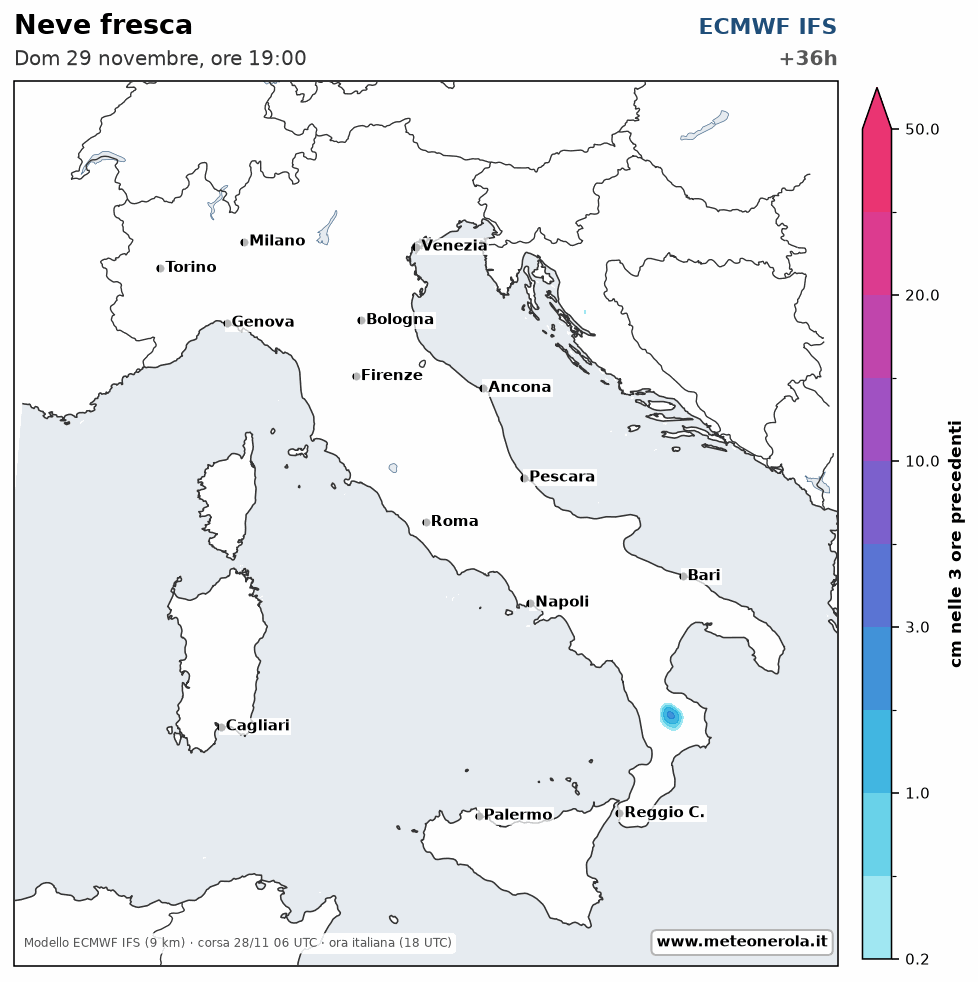 Neve fresca
ECMWF IFS
Dom 29 novembre, ore 19:00
+36h
50.0
20.0
10.0
3.0
1.0
0.2
cm nelle 3 ore precedenti
Milano
Venezia
Torino
Genova
Bologna
Firenze
Ancona
Pescara
Roma
Bari
Napoli
Cagliari
Palermo
Reggio C.
Modello ECMWF IFS (9 km) · corsa 28/11 06 UTC · ora italiana (18 UTC)
www.meteonerola.it